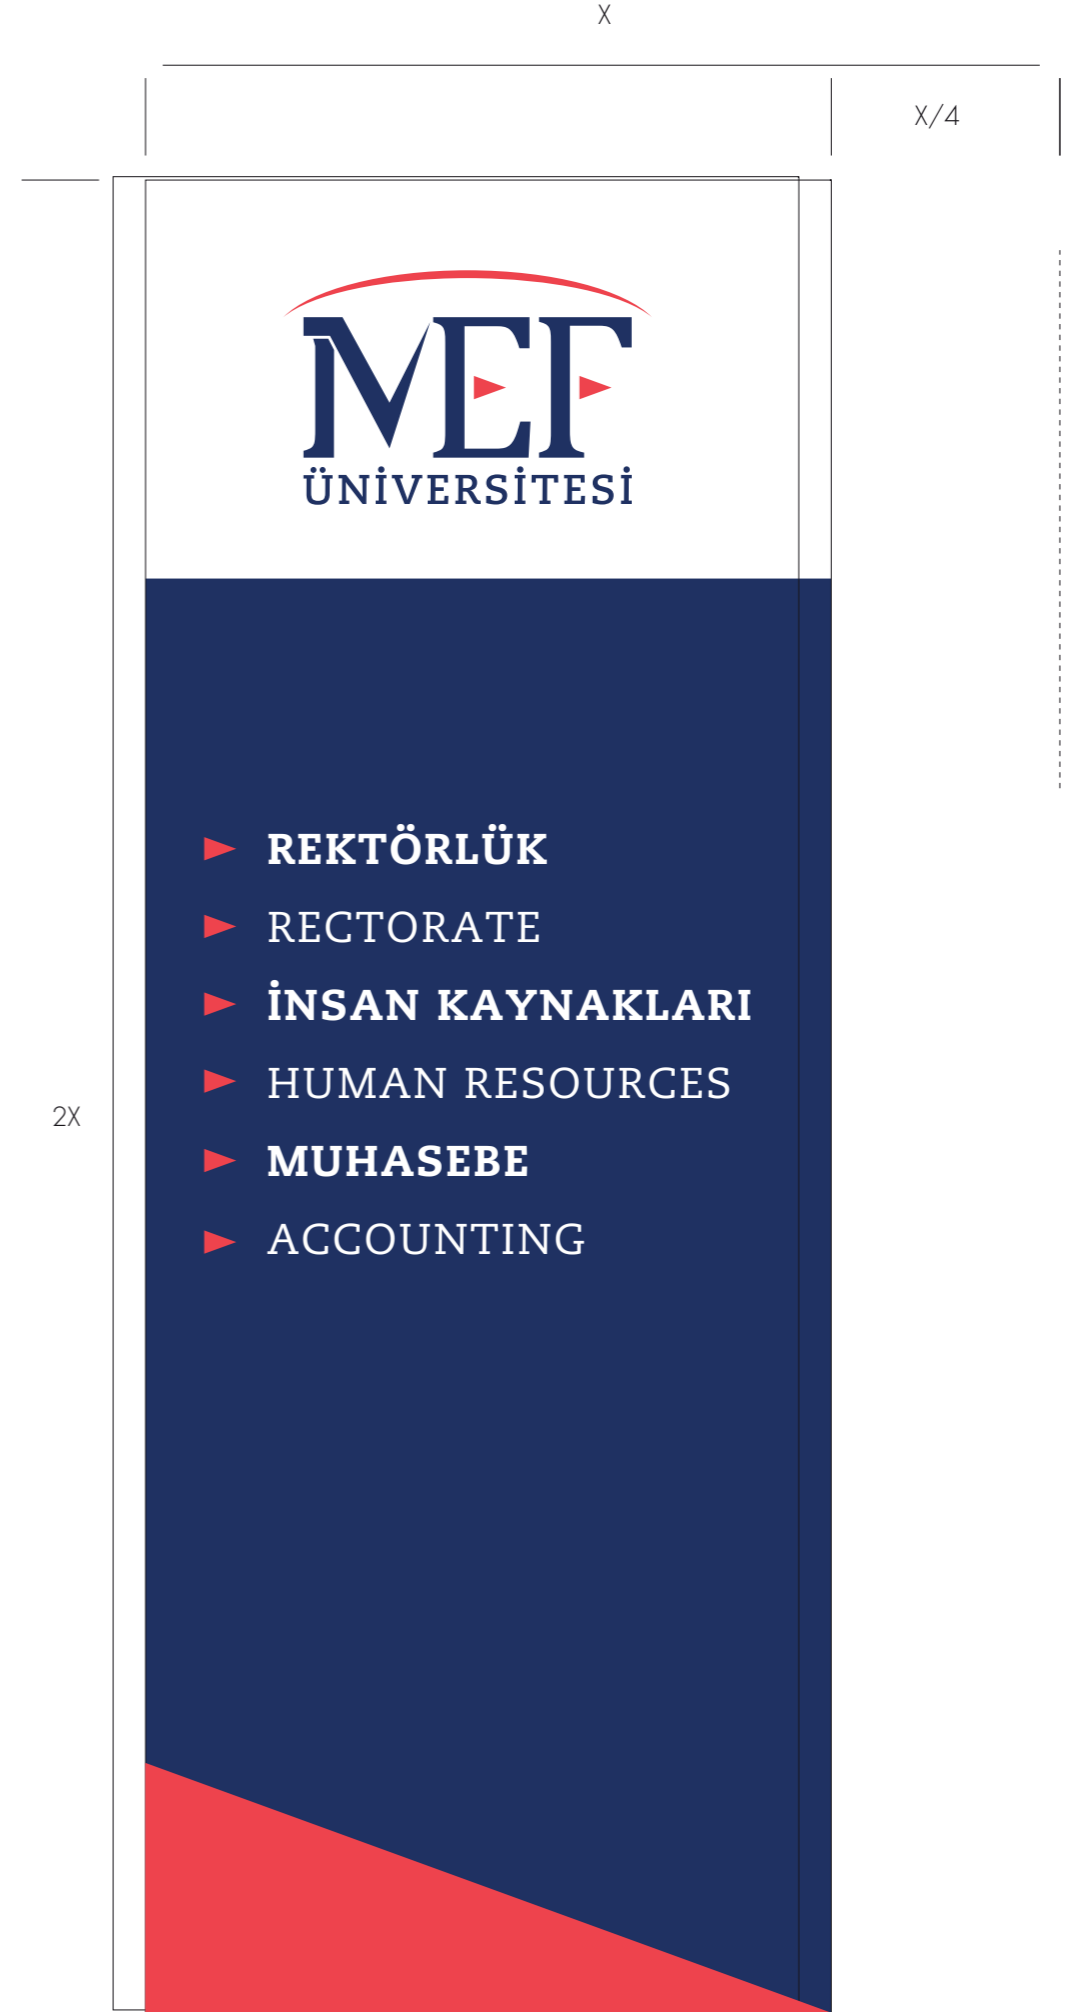 X
X/4
MEF
ÜNİVERSİTESİ
REKTÖRLÜK
RECTORATE
İNSAN KAYNAKLARI
HUMAN RESOURCES
2X
MUHASEBE
ACCOUNTING